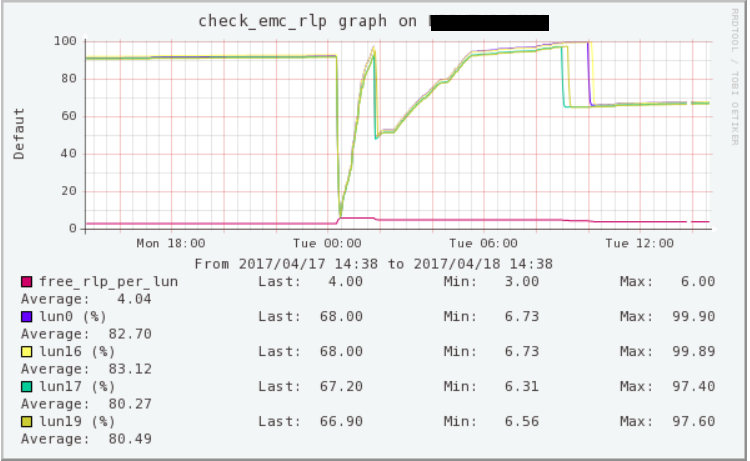 check_emc_rlp graph on
RRDTOOL / TOBI OETIKER
Defaut
100
80
60
40
20
0
Mon 18:00 Tue 00:00 Tue 06:00 Tue 12:00
From 2017/04/17 14:38 to 2017/04/18 14:38
free_rlp_per_lun Last: 4.00 Min: 3.00 Max: 6.00
Average: 4.04
lun0 (%) Last: 68.00 Min: 6.73 Max: 99.90
Average: 82.70
lun16 (%) Last: 68.00 Min: 6.73 Max: 99.89
Average: 83.12
lun17 (%) Last: 67.20 Min: 6.31 Max: 97.40
Average: 80.27
lun19 (%) Last: 66.90 Min: 6.56 Max: 97.60
Average: 80.49